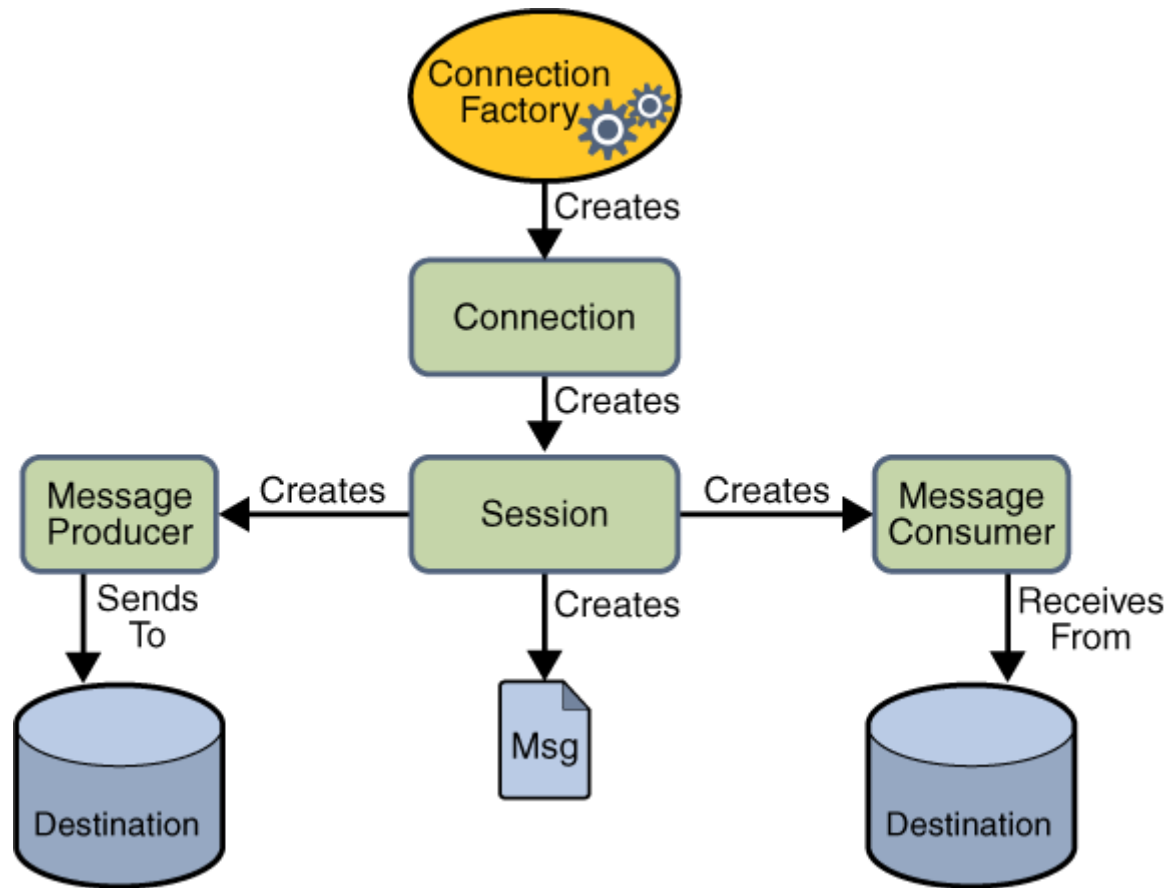 Connection
Factory
Creates
Connection
Creates
Message
Producer
Creates
Session
Creates
Message
Consumer
Sends
To
Creates
Receives
From
Destination
Msg
Destination